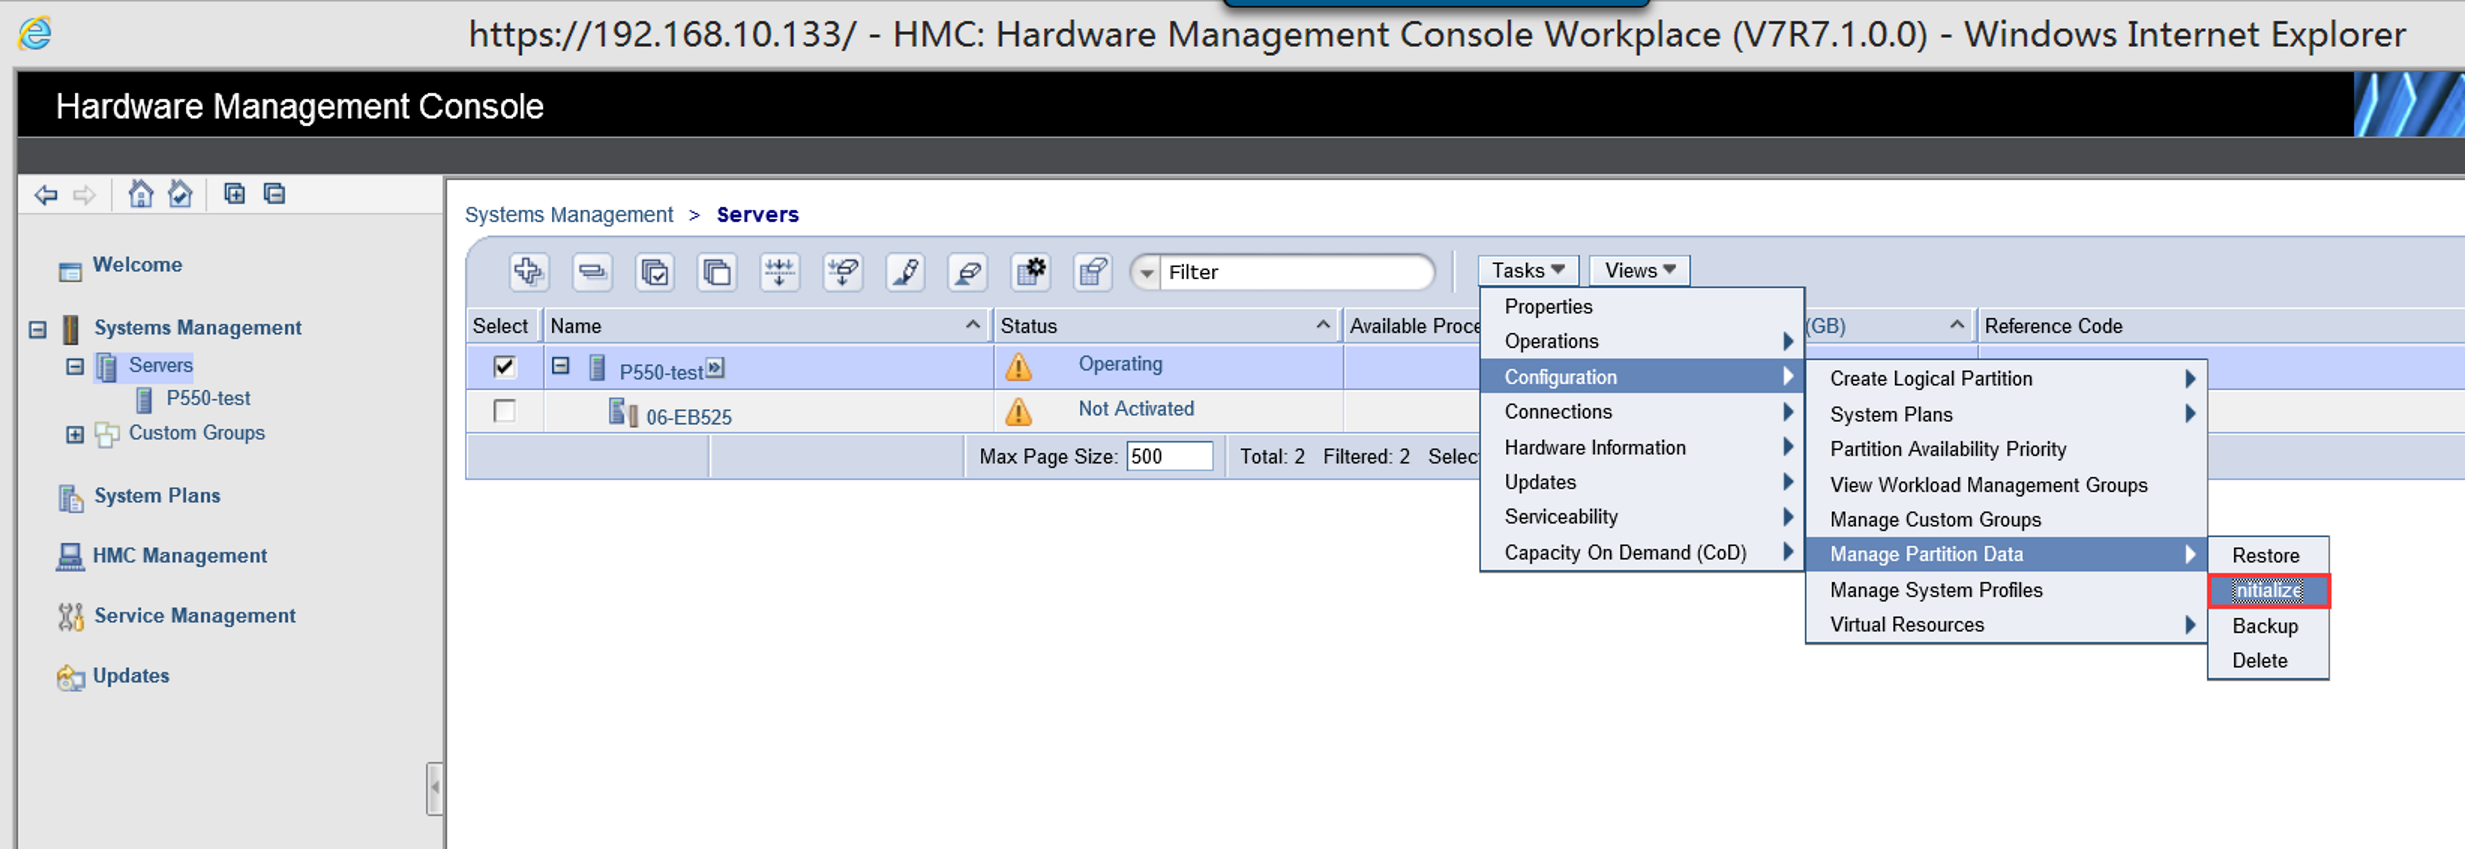 https://192.168.10.133/ - HMC: Hardware Management Console Workplace (V7R7.1.0.0) - Windows Internet Explorer
Hardware Management Console
Systems Management > Servers
Welcome
Systems Management
Servers
P550-test
Custom Groups
System Plans
HMC Management
Service Management
Updates
Filter
Tasks Views
Select Name Status Available Proce (GB) Reference Code
P550-test Operating
06-EB525 Not Activated
Max Page Size: 500 Total: 2 Filtered: 2 Selec
Properties
Operations
Configuration
Connections
Hardware Information
Updates
Serviceability
Capacity On Demand (CoD)
Create Logical Partition
System Plans
Partition Availability Priority
View Workload Management Groups
Manage Custom Groups
Manage Partition Data
Manage System Profiles
Virtual Resources
Restore
nitialize
Backup
Delete